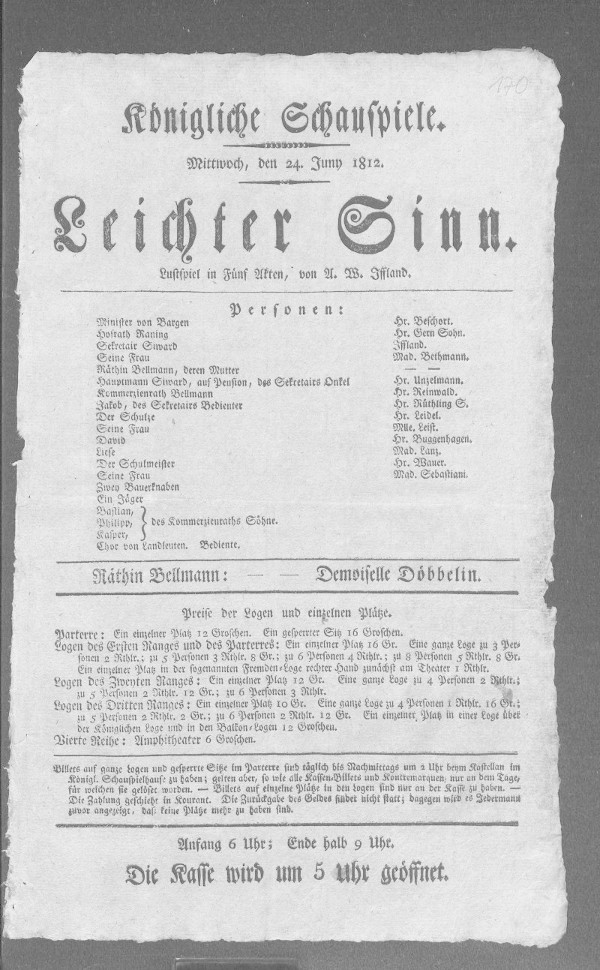 170
Königliche Schauspiele.
Mittwoch, den 24. Juny 1812.
Leichter Sinn.
Lustspiel in Fünf Akten, von A. W. Iffland.
Personen:
Minister von Bargen Hr. Beschort.
Hofrath Raning Hr. Gern Sohn.
Sekretair Siward Iffland.
Seine Frau Mad. Bethmann.
Räthin Bellmann, deren Mutter — —
Hauptmann Siward, auf Pension, des Sekretairs Onkel Hr. Unzelmann.
Kommerzienrath Bellmann Hr. Reinwald.
Jakob, des Sekretairs Bedienter Hr. Rüthling S.
Der Schulze Hr. Leidel.
Seine Frau Mlle. Leist.
David Hr. Buggenhagen.
Liese Mad. Lanz.
Der Schulmeister Hr. Wauer.
Seine Frau Mad. Sebastiani.
Zwey Bauerknaben
Ein Jäger
Bastian,
Philipp, } des Kommerzienraths Söhne.
Kasper,
Chor von Landleuten. Bediente.
Räthin Bellmann: — — Demoiselle Döbbelin.
Preise der Logen und einzelnen Plätze.
Parterre: Ein einzelner Platz 12 Groschen. Ein gesperrter Sitz 16 Groschen.
Logen des Ersten Ranges und des Parterres: Ein einzelner Platz 16 Gr. Eine ganze Loge zu 3 Per-
sonen 2 Rthlr.; zu 5 Personen 3 Rthlr. 8 Gr.; zu 6 Personen 4 Rthlr.; zu 8 Personen 5 Rthlr. 8 Gr.
Ein einzelner Platz in der sogenannten Fremden-Loge rechter Hand zunächst am Theater 1 Rthlr.
Logen des Zweyten Ranges: Ein einzelner Platz 12 Gr. Eine ganze Loge zu 4 Personen 2 Rthlr.;
zu 5 Personen 2 Rthlr. 12 Gr.; zu 6 Personen 3 Rthlr.
Logen des Dritten Ranges: Ein einzelner Platz 10 Gr. Eine ganze Loge zu 4 Personen 1 Rthlr. 16 Gr.;
zu 5 Personen 2 Rthlr. 2 Gr.; zu 6 Personen 2 Rthlr. 12 Gr. Ein einzelner Platz in einer Loge über
der Königlichen Loge und in den Balkon-Logen 12 Groschen.
Vierte Reihe: Amphitheater 6 Groschen.
Billets auf ganze Logen und gesperrte Sitze im Parterre sind täglich bis Nachmittags um 2 Uhr beym Kastellan im
Königl. Schauspielhause zu haben; gelten aber, so wie alle Kassen-Billets und Kontremarquen, nur an dem Tage,
für welchen sie gelöset worden. — Billets auf einzelne Plätze in den Logen sind nur an der Kasse zu haben. —
Die Zahlung geschieht in Kourant. Die Zurückgabe des Geldes findet nicht statt; dagegen wird es Jedermann
zuvor angezeigt, daß keine Plätze mehr zu haben sind.
Anfang 6 Uhr; Ende halb 9 Uhr.
Die Kasse wird um 5 Uhr geöffnet.